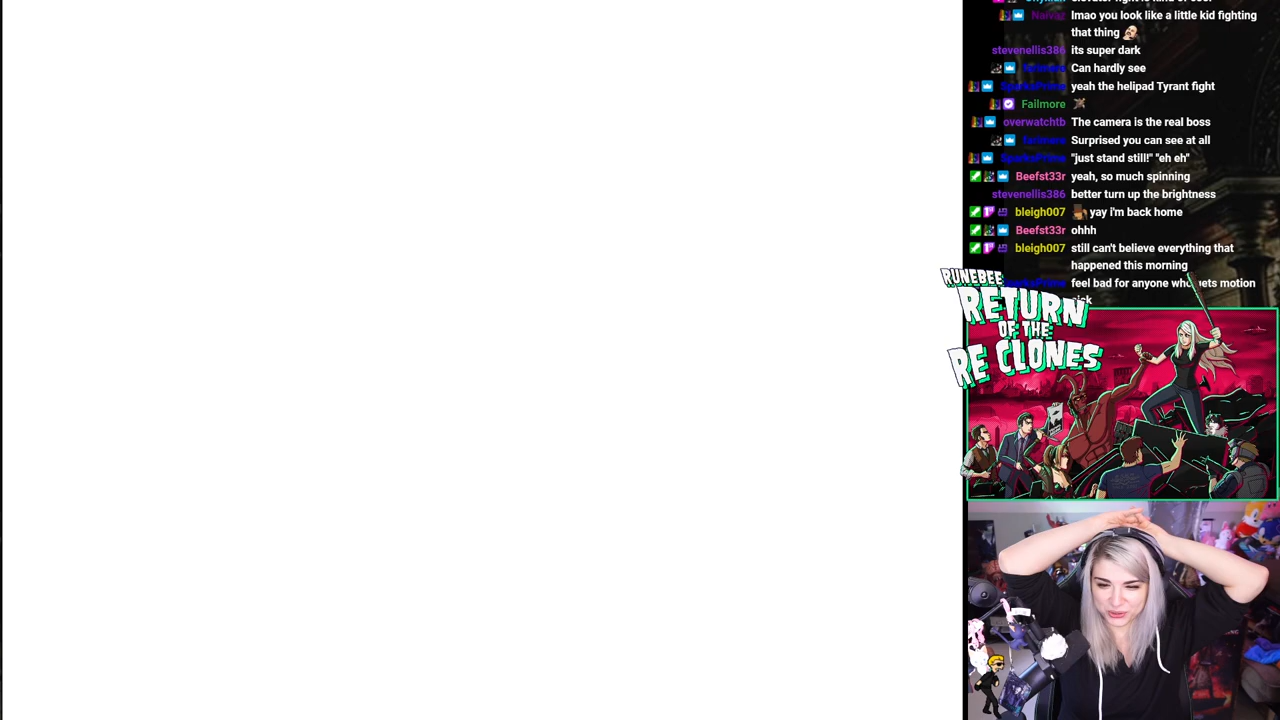 lmao you look like a little kid fighting
that thing
stevenellis386 its super dark
Can hardly see
SparksPrime yeah the helipad Tyrant fight
Failmore
overwatchtb The camera is the real boss
Surprised you can see at all
SparksPrime "just stand still!" "eh eh"
Beefst33r yeah, so much spinning
stevenellis386 better turn up the brightness
bleigh007 yay i'm back home
Beefst33r ohhh
bleigh007 still can't believe everything that
happened this morning
feel bad for anyone who gets motion
sick
RUNEBEE
RETURN
OF THE
RE CLONES